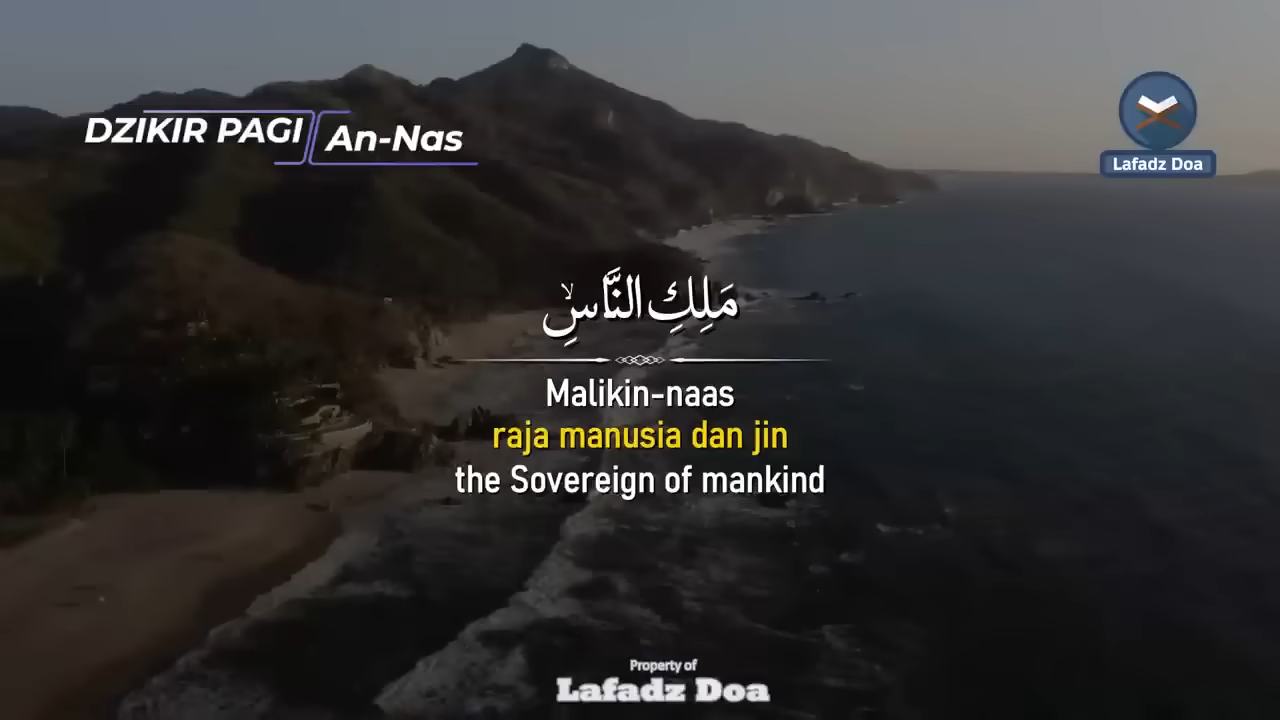 DZIKIR PAGI
An-Nas
Lafadz Doa
مَلِكِ النَّاسِۙ
Malikin-naas
raja manusia dan jin
the Sovereign of mankind
Property of
Lafadz Doa